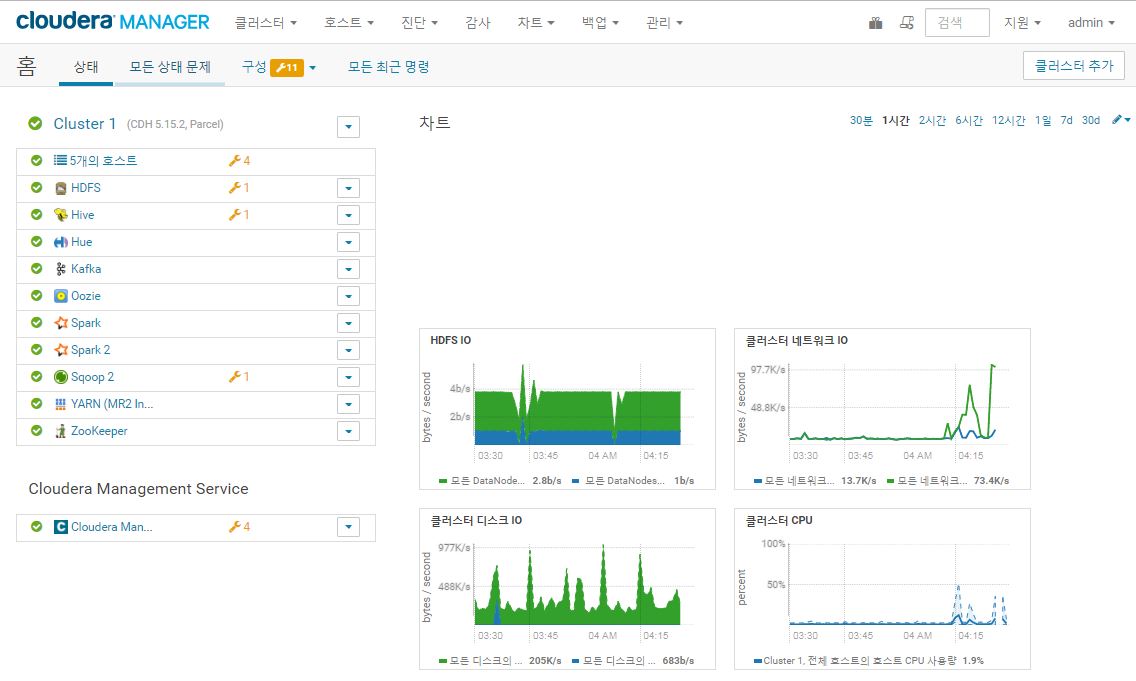 cloudera MANAGER 클러스터 호스트 진단 감사 차트 백업 관리 검색 지원 admin
홈 상태 모든 상태 문제 구성 11 모든 최근 명령 클러스터 추가
Cluster 1 (CDH 5.15.2, Parcel)
5개의 호스트 4
HDFS 1
Hive 1
Hue
Kafka
Oozie
Spark
Spark 2
Sqoop 2 1
YARN (MR2 In...
ZooKeeper
Cloudera Management Service
Cloudera Man... 4
차트 30분 1시간 2시간 6시간 12시간 1일 7d 30d
HDFS IO
bytes / second
4b/s
2b/s
03:30 03:45 04 AM 04:15
모든 DataNode... 2.8b/s 모든 DataNodes... 1b/s
클러스터 네트워크 IO
bytes / second
97.7K/s
48.8K/s
03:30 03:45 04 AM 04:15
모든 네트워크... 13.7K/s 모든 네트워크... 73.4K/s
클러스터 디스크 IO
bytes / second
977K/s
488K/s
03:30 03:45 04 AM 04:15
모든 디스크의 ... 205K/s 모든 디스크의 ... 683b/s
클러스터 CPU
percent
100%
50%
03:30 03:45 04 AM 04:15
Cluster 1, 전체 호스트의 호스트 CPU 사용량 1.9%